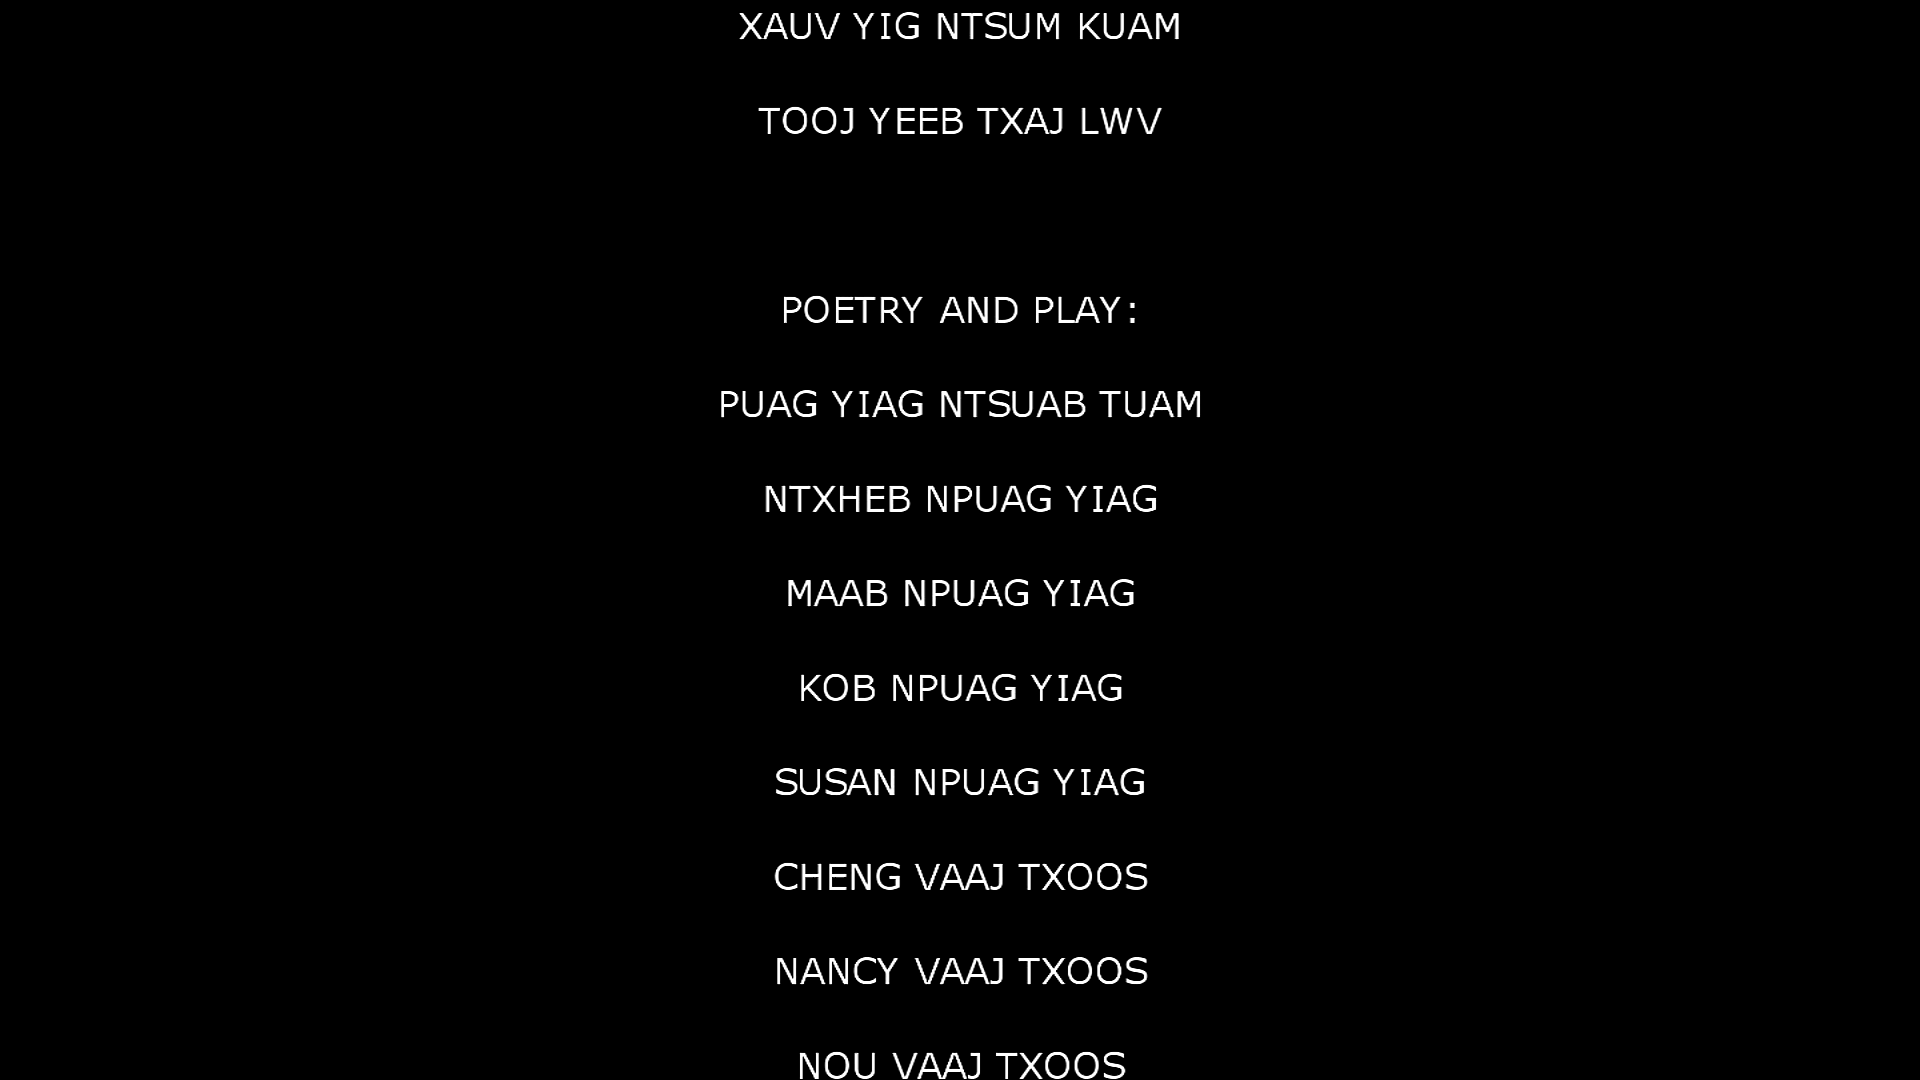 XAUV YIG NTSUM KUAM
TOOJ YEEB TXAJ LWV
POETRY AND PLAY:
PUAG YIAG NTSUAB TUAM
NTXHEB NPUAG YIAG
MAAB NPUAG YIAG
KOB NPUAG YIAG
SUSAN NPUAG YIAG
CHENG VAAJ TXOOS
NANCY VAAJ TXOOS
NOU VAAJ TXOOS